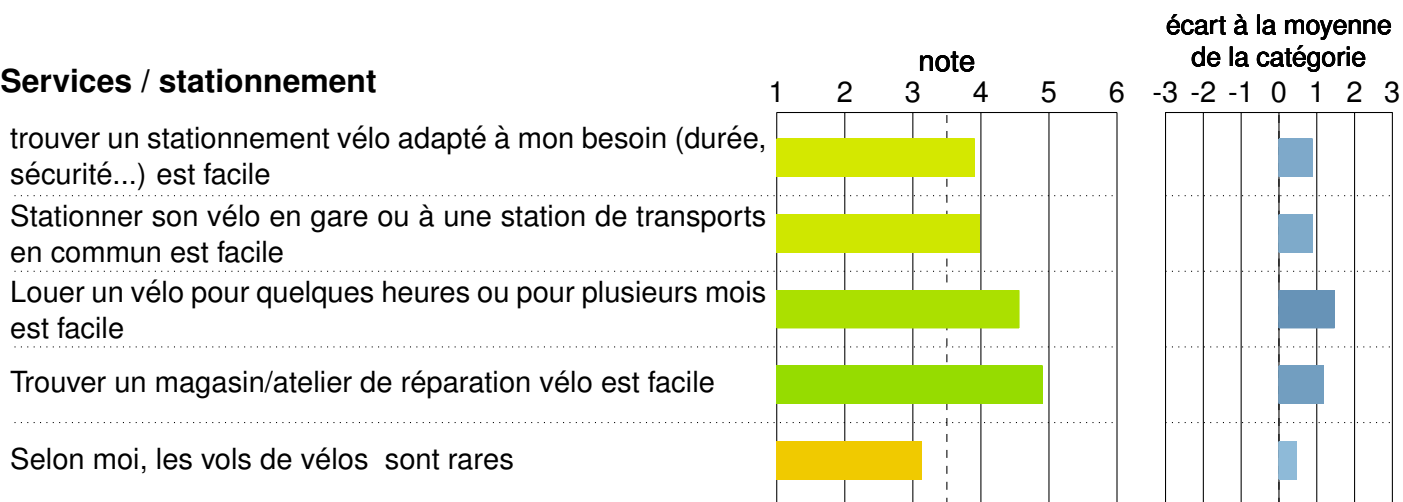 écart à la moyenne
note de la catégorie
Services / stationnement
1 2 3 4 5 6 -3 -2 -1 0 1 2 3
trouver un stationnement vélo adapté à mon besoin (durée,
sécurité...) est facile
Stationner son vélo en gare ou à une station de transports
en commun est facile
Louer un vélo pour quelques heures ou pour plusieurs mois
est facile
Trouver un magasin/atelier de réparation vélo est facile
Selon moi, les vols de vélos sont rares